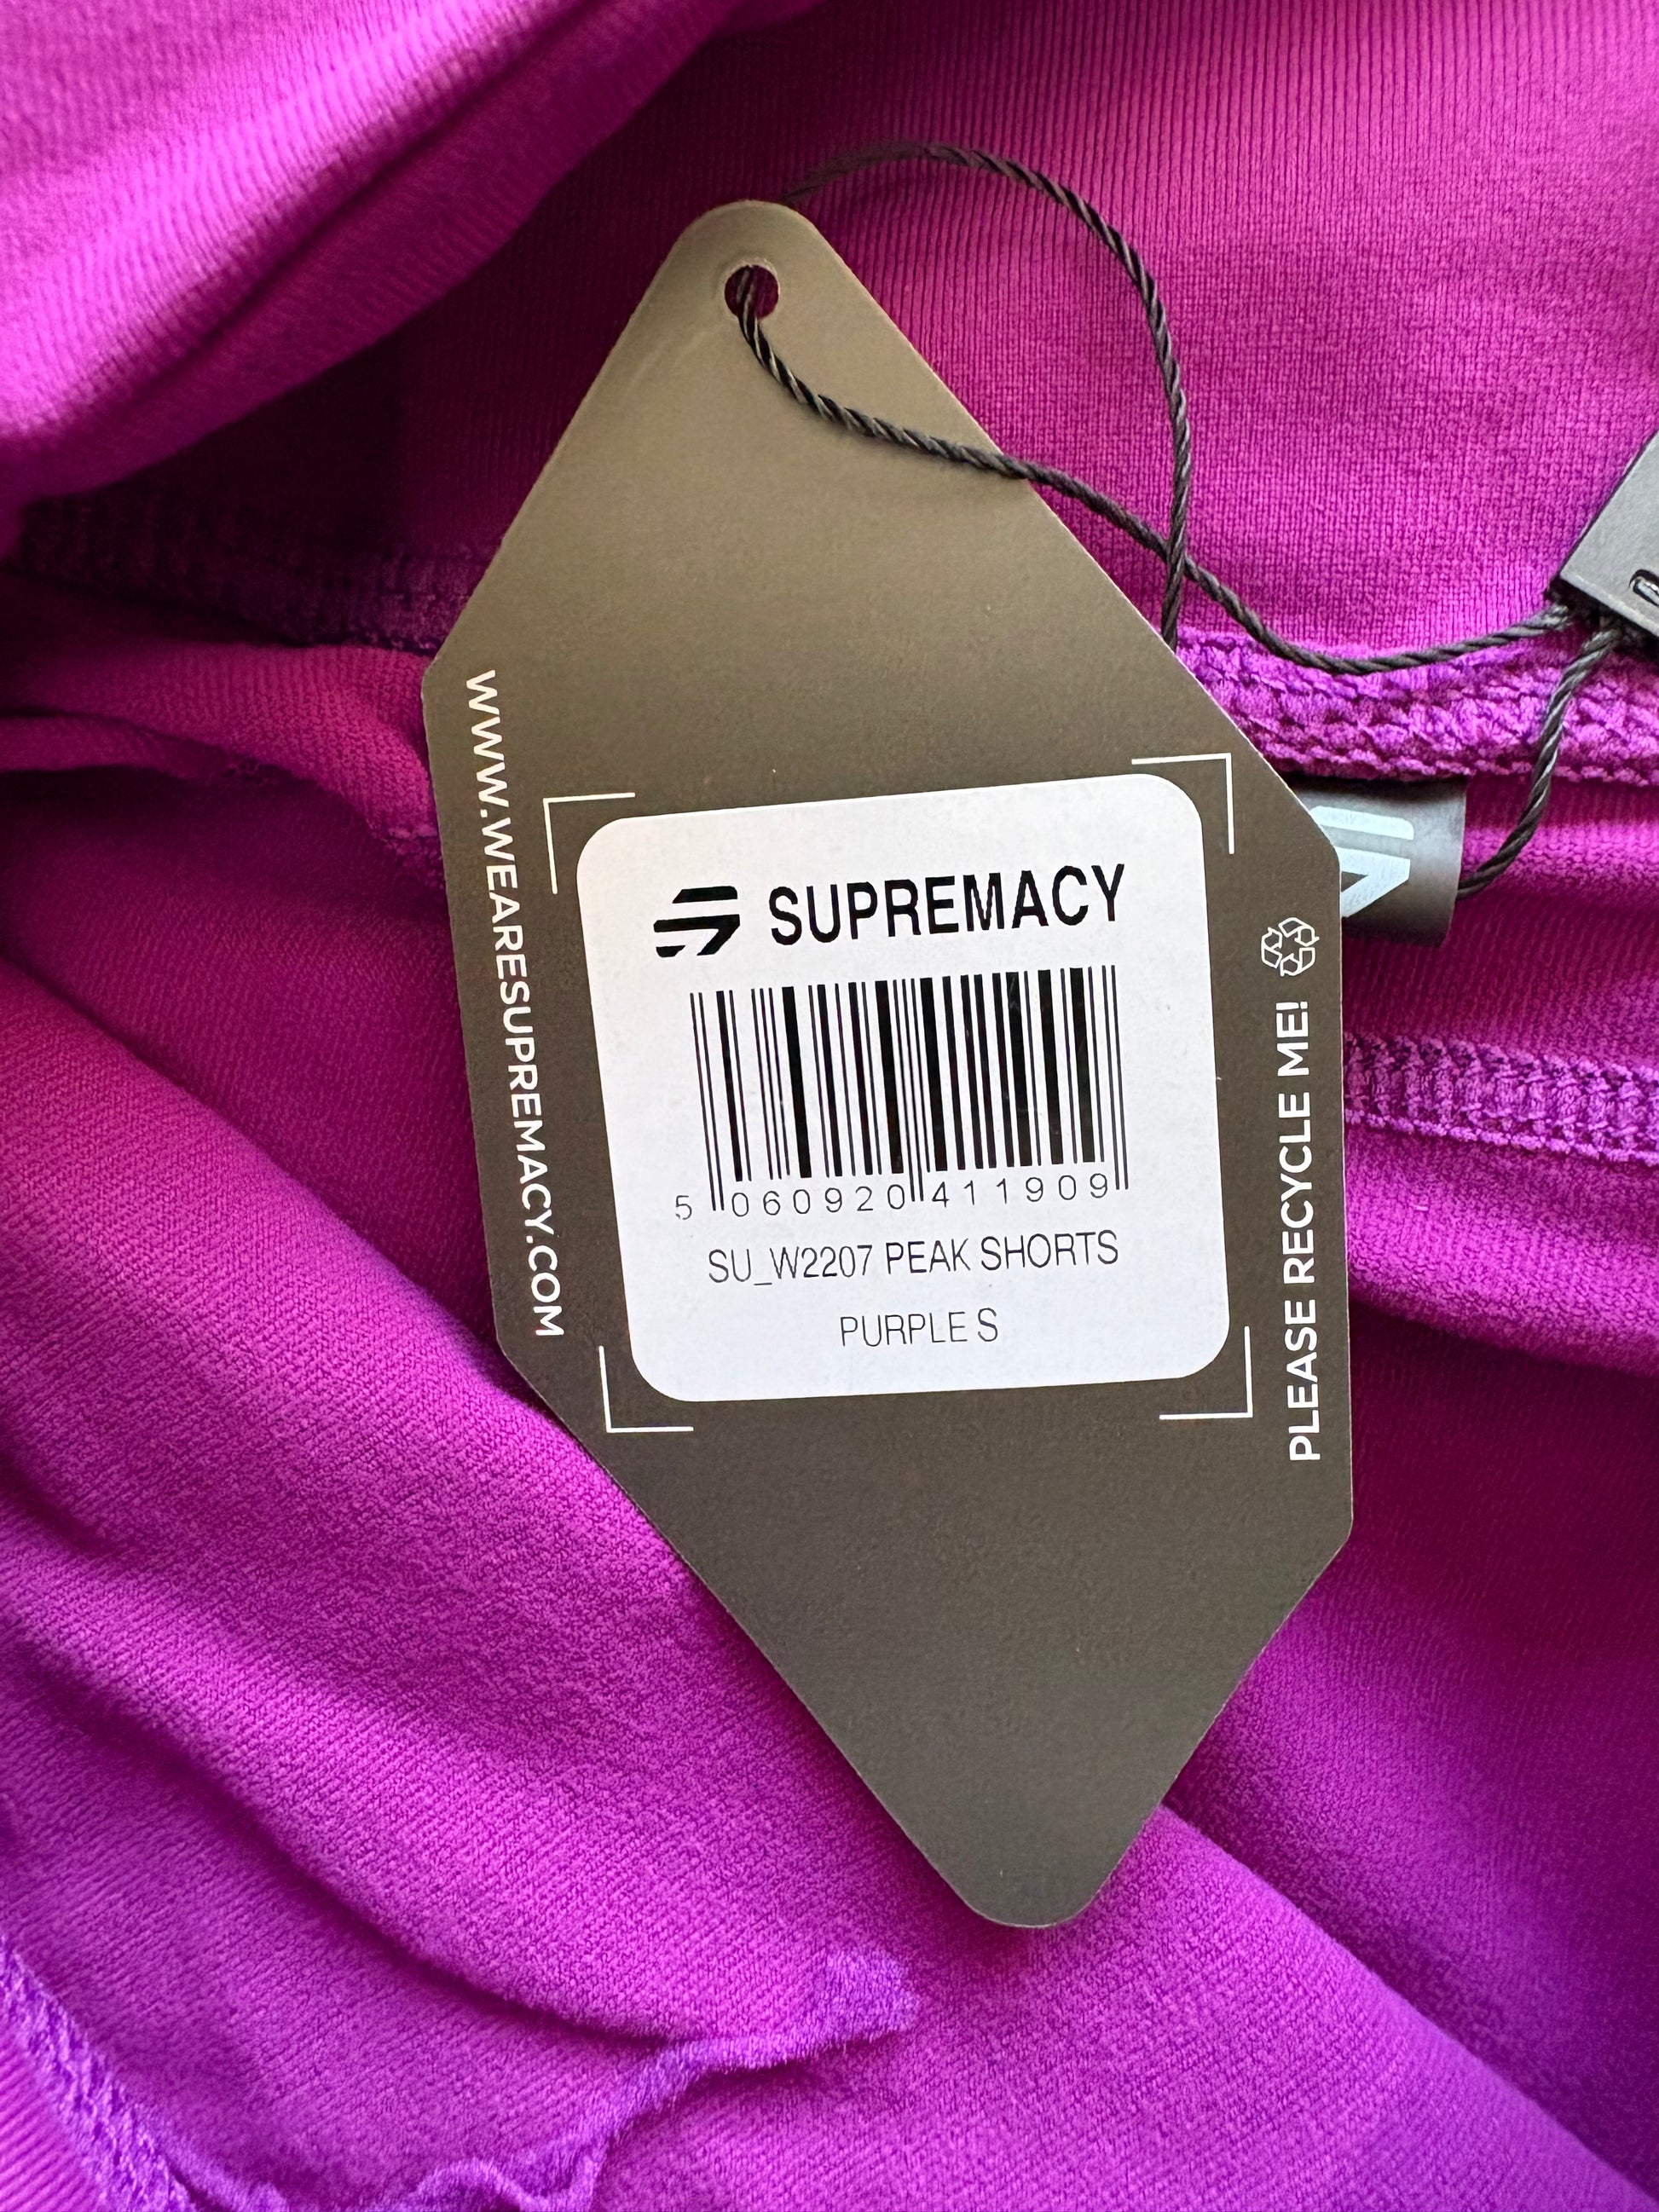 SUPREMACY
5 060920 411909
SU_W2207 PEAK SHORTS
PURPLE S
WWW.WEARESUPREMACY.COM
PLEASE RECYCLE ME!